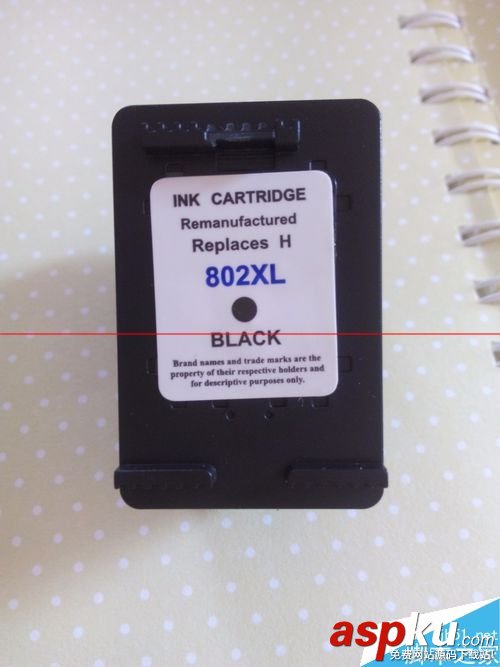 INK CARTRIDGE
Remanufactured
Replaces H
802XL
BLACK
Brand names and trade marks are the
property of their respective holders and
for descriptive purposes only.
aspku.com
免费网站源码下载站!